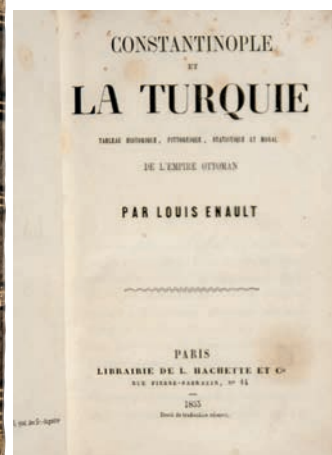 CONSTANTINOPLE
ET
LA TURQUIE
TABLEAU HISTORIQUE, PITTORESQUE, STATISTIQUE ET MORAL
DE L'EMPIRE OTTOMAN
PAR LOUIS ENAULT
PARIS
LIBRAIRIE DE L. HACHETTE ET Cie
RUE PIERRE-SARRAZIN, Nº 14
1855
Droit de traduction réservé.